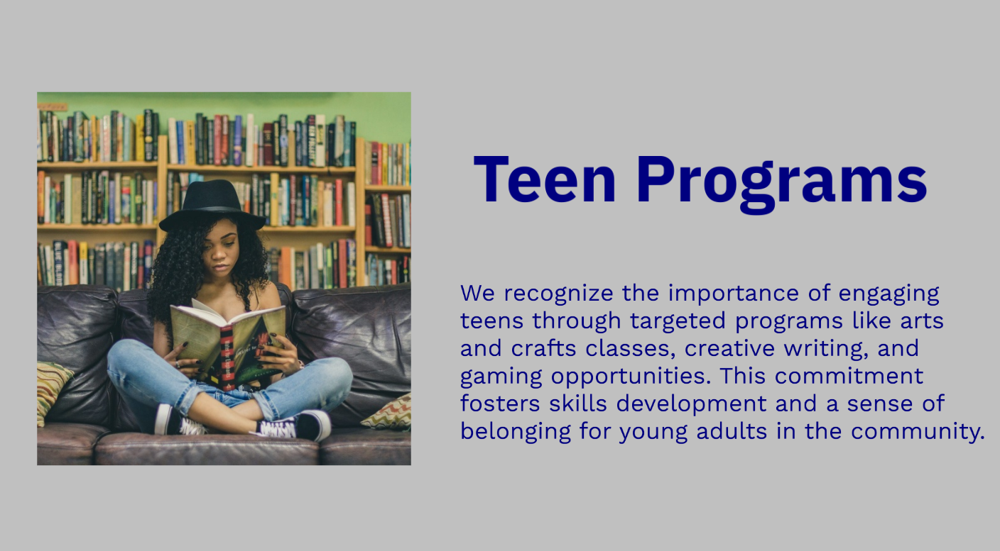 Teen Programs
We recognize the importance of engaging
teens through targeted programs like arts
and crafts classes, creative writing, and
gaming opportunities. This commitment
fosters skills development and a sense of
belonging for young adults in the community.